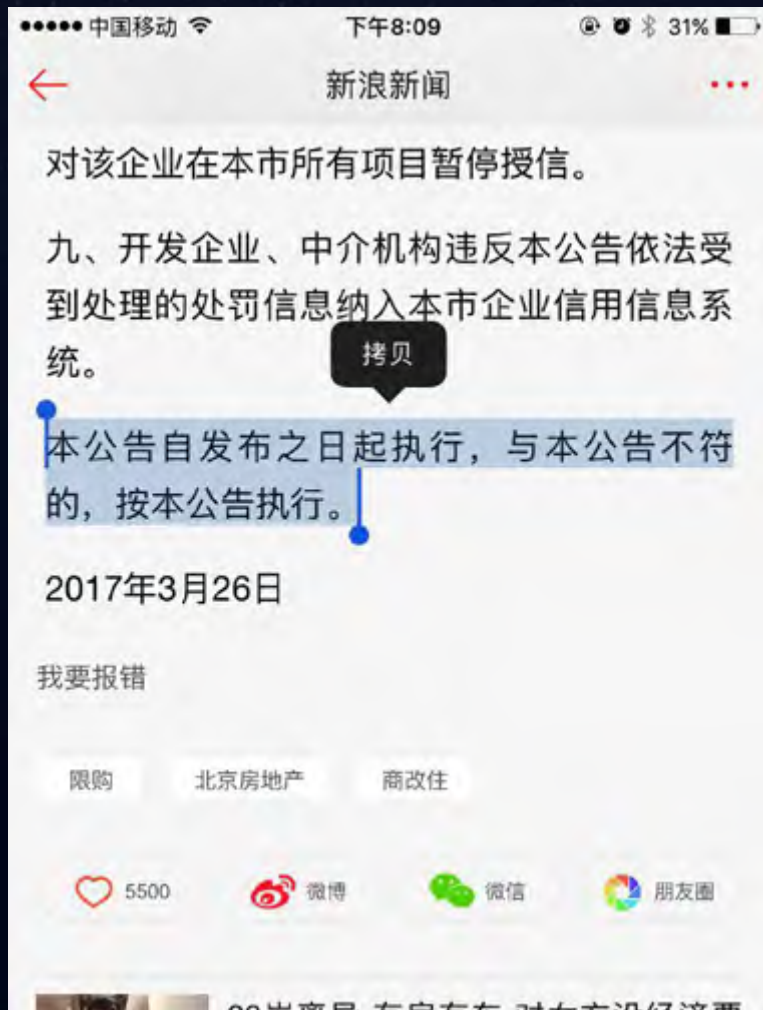 中国移动 下午8:09 31%
新浪新闻
对该企业在本市所有项目暂停授信。
九、开发企业、中介机构违反本公告依法受
到处理的处罚信息纳入本市企业信用信息系
统。
拷贝
本公告自发布之日起执行，与本公告不符
的，按本公告执行。
2017年3月26日
我要报错
限购 北京房地产 商改住
5500 微博 微信 朋友圈